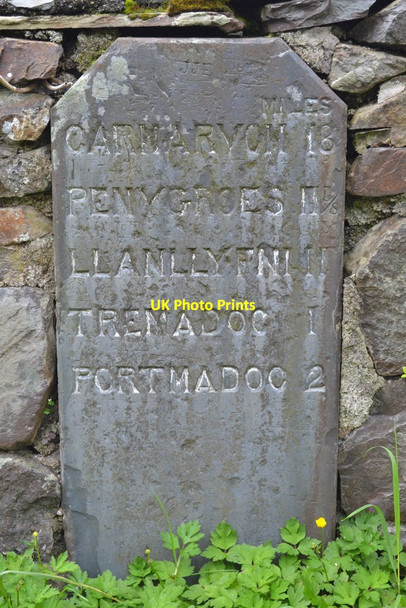 MILES
CARNARVON 18
PENYGROES 11½
LLANLLYFNI 11
TREMADOC 1
PORTMADOC 2
UK Photo Prints